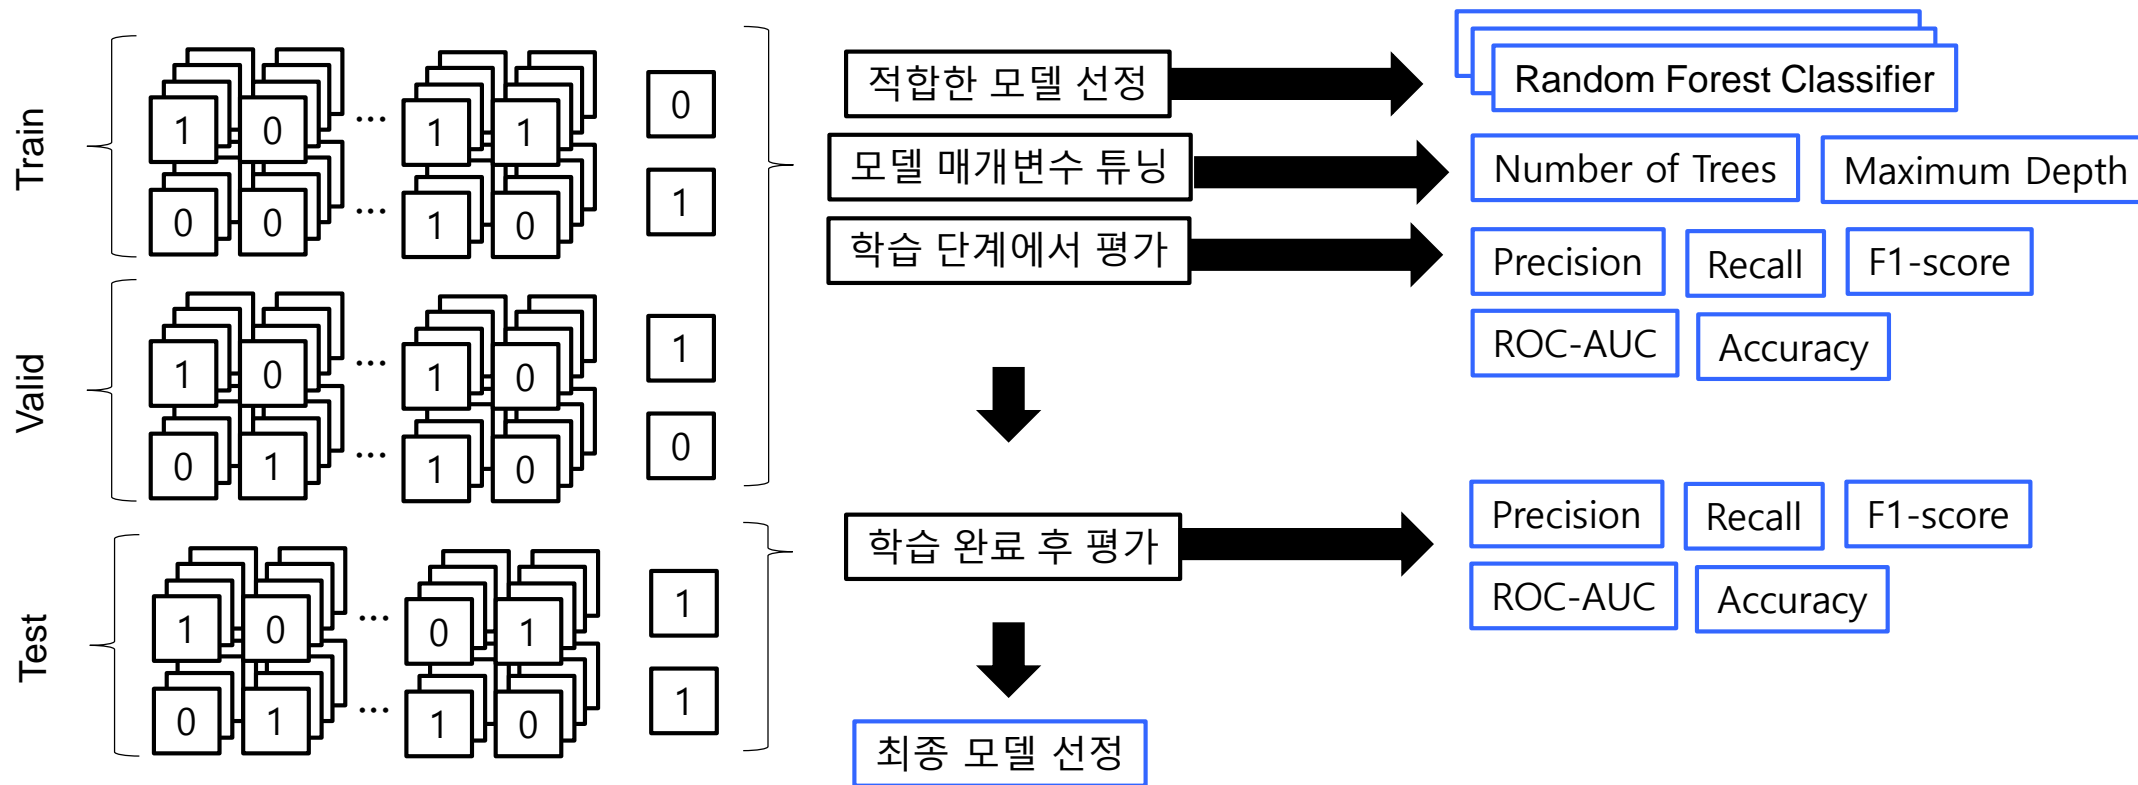 Train
1 0 ... 1 1 0
0 0 ... 1 0 1
Valid
1 0 ... 1 0 1
0 1 ... 1 0 0
Test
1 0 ... 0 1 1
0 1 ... 1 0 1
적합한 모델 선정
Random Forest Classifier
모델 매개변수 튜닝
Number of Trees
Maximum Depth
학습 단계에서 평가
Precision
Recall
F1-score
ROC-AUC
Accuracy
학습 완료 후 평가
Precision
Recall
F1-score
ROC-AUC
Accuracy
최종 모델 선정